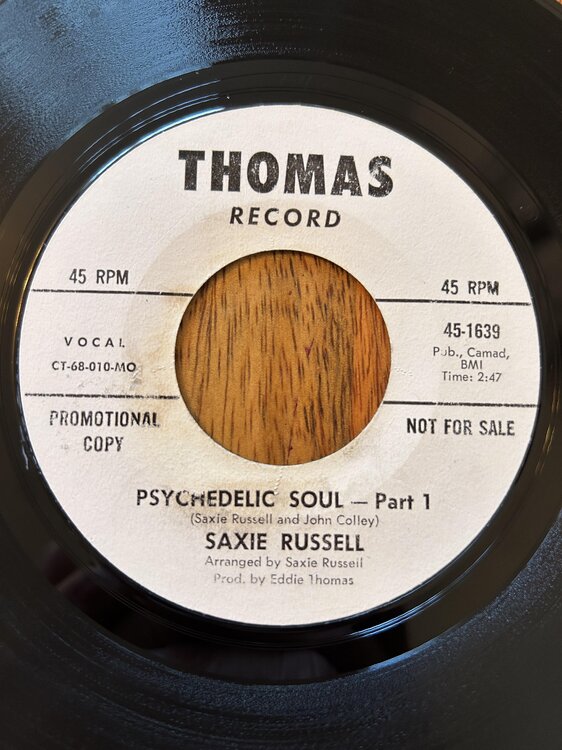 THOMAS
RECORD
45 RPM
45 RPM
VOCAL
CT-68-010-MO
45-1639
Pub., Camad,
BMI
Time: 2:47
PROMOTIONAL
COPY
NOT FOR SALE
PSYCHEDELIC SOUL — Part 1
(Saxie Russell and John Colley)
SAXIE RUSSELL
Arranged by Saxie Russell
Prod. by Eddie Thomas